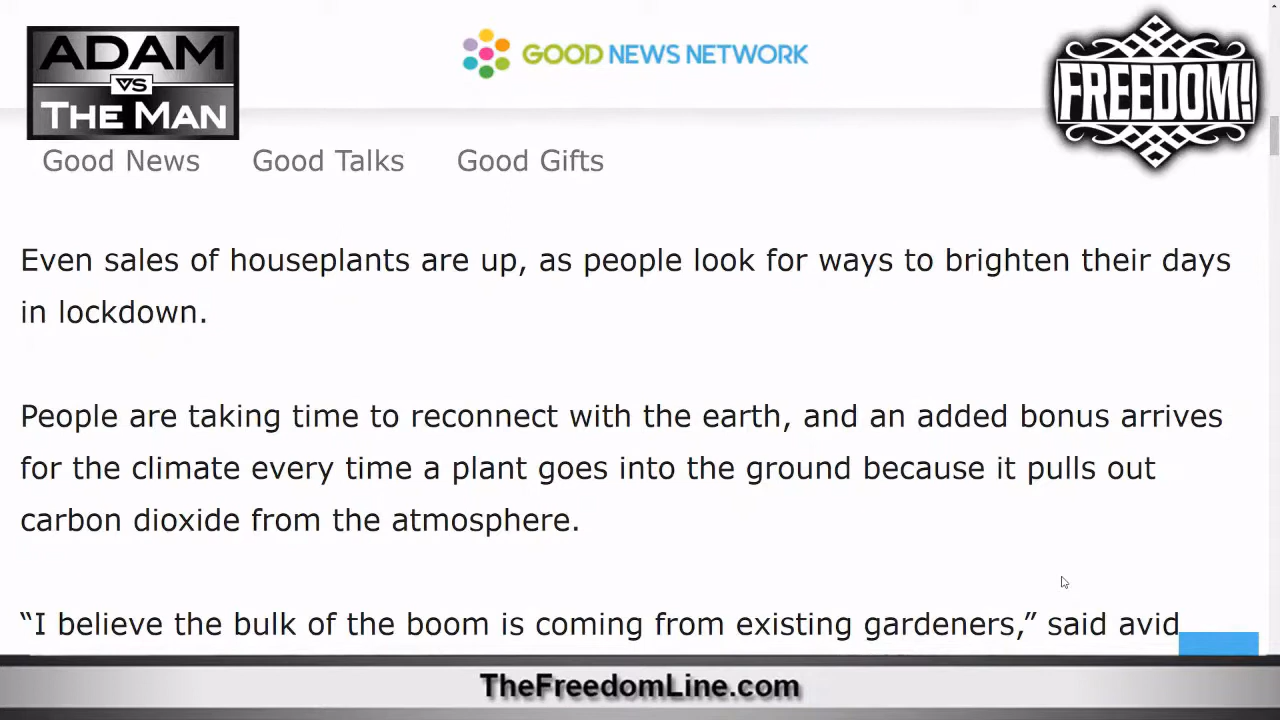 ADAM
VS
THE MAN
GOOD NEWS NETWORK
FREEDOM!
Good News Good Talks Good Gifts
Even sales of houseplants are up, as people look for ways to brighten their days
in lockdown.
People are taking time to reconnect with the earth, and an added bonus arrives
for the climate every time a plant goes into the ground because it pulls out
carbon dioxide from the atmosphere.
“I believe the bulk of the boom is coming from existing gardeners,” said avid
TheFreedomLine.com